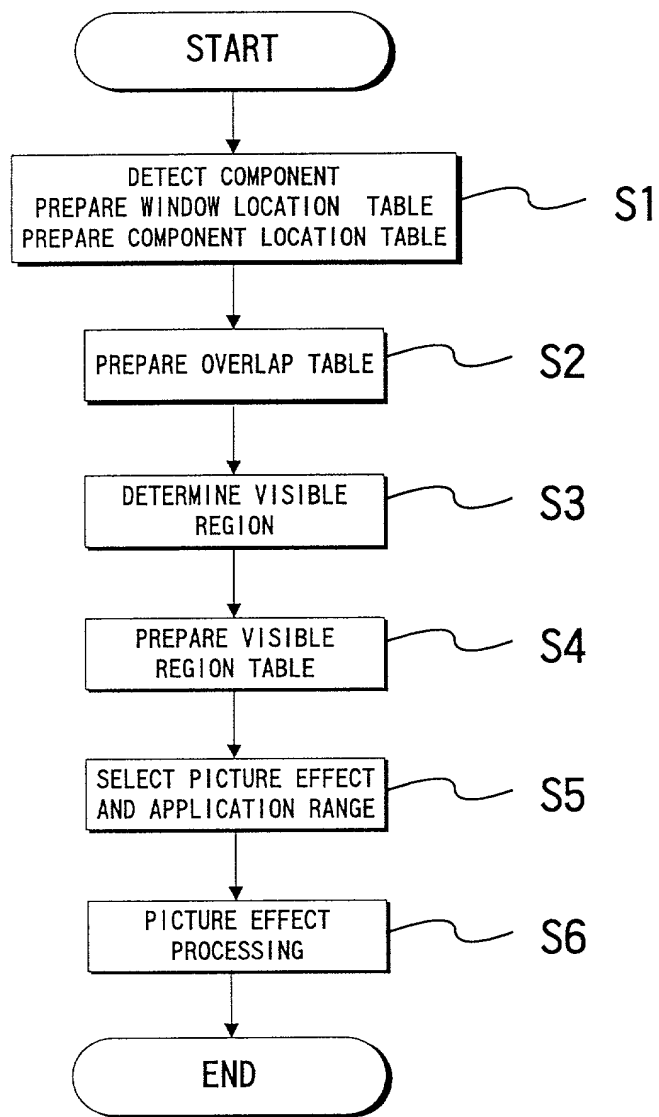 START
DETECT COMPONENT
PREPARE WINDOW LOCATION TABLE
PREPARE COMPONENT LOCATION TABLE
S1
PREPARE OVERLAP TABLE
S2
DETERMINE VISIBLE
REGION
S3
PREPARE VISIBLE
REGION TABLE
S4
SELECT PICTURE EFFECT
AND APPLICATION RANGE
S5
PICTURE EFFECT
PROCESSING
S6
END